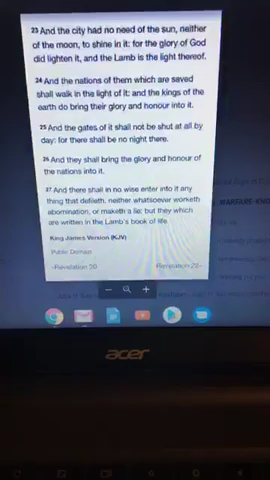 23 And the city had no need of the sun, neither
of the moon, to shine in it: for the glory of God
did lighten it, and the Lamb is the light thereof.
24 And the nations of them which are saved
shall walk in the light of it: and the kings of the
earth do bring their glory and honour into it.
25 And the gates of it shall not be shut at all by
day: for there shall be no night there.
26 And they shall bring the glory and honour of
the nations into it.
27 And there shall in no wise enter into it any
thing that defileth, neither whatsoever worketh
abomination, or maketh a lie: but they which
are written in the Lamb's book of life.
King James Version (KJV)
Public Domain
Revelation 20
Revelation 22
acer